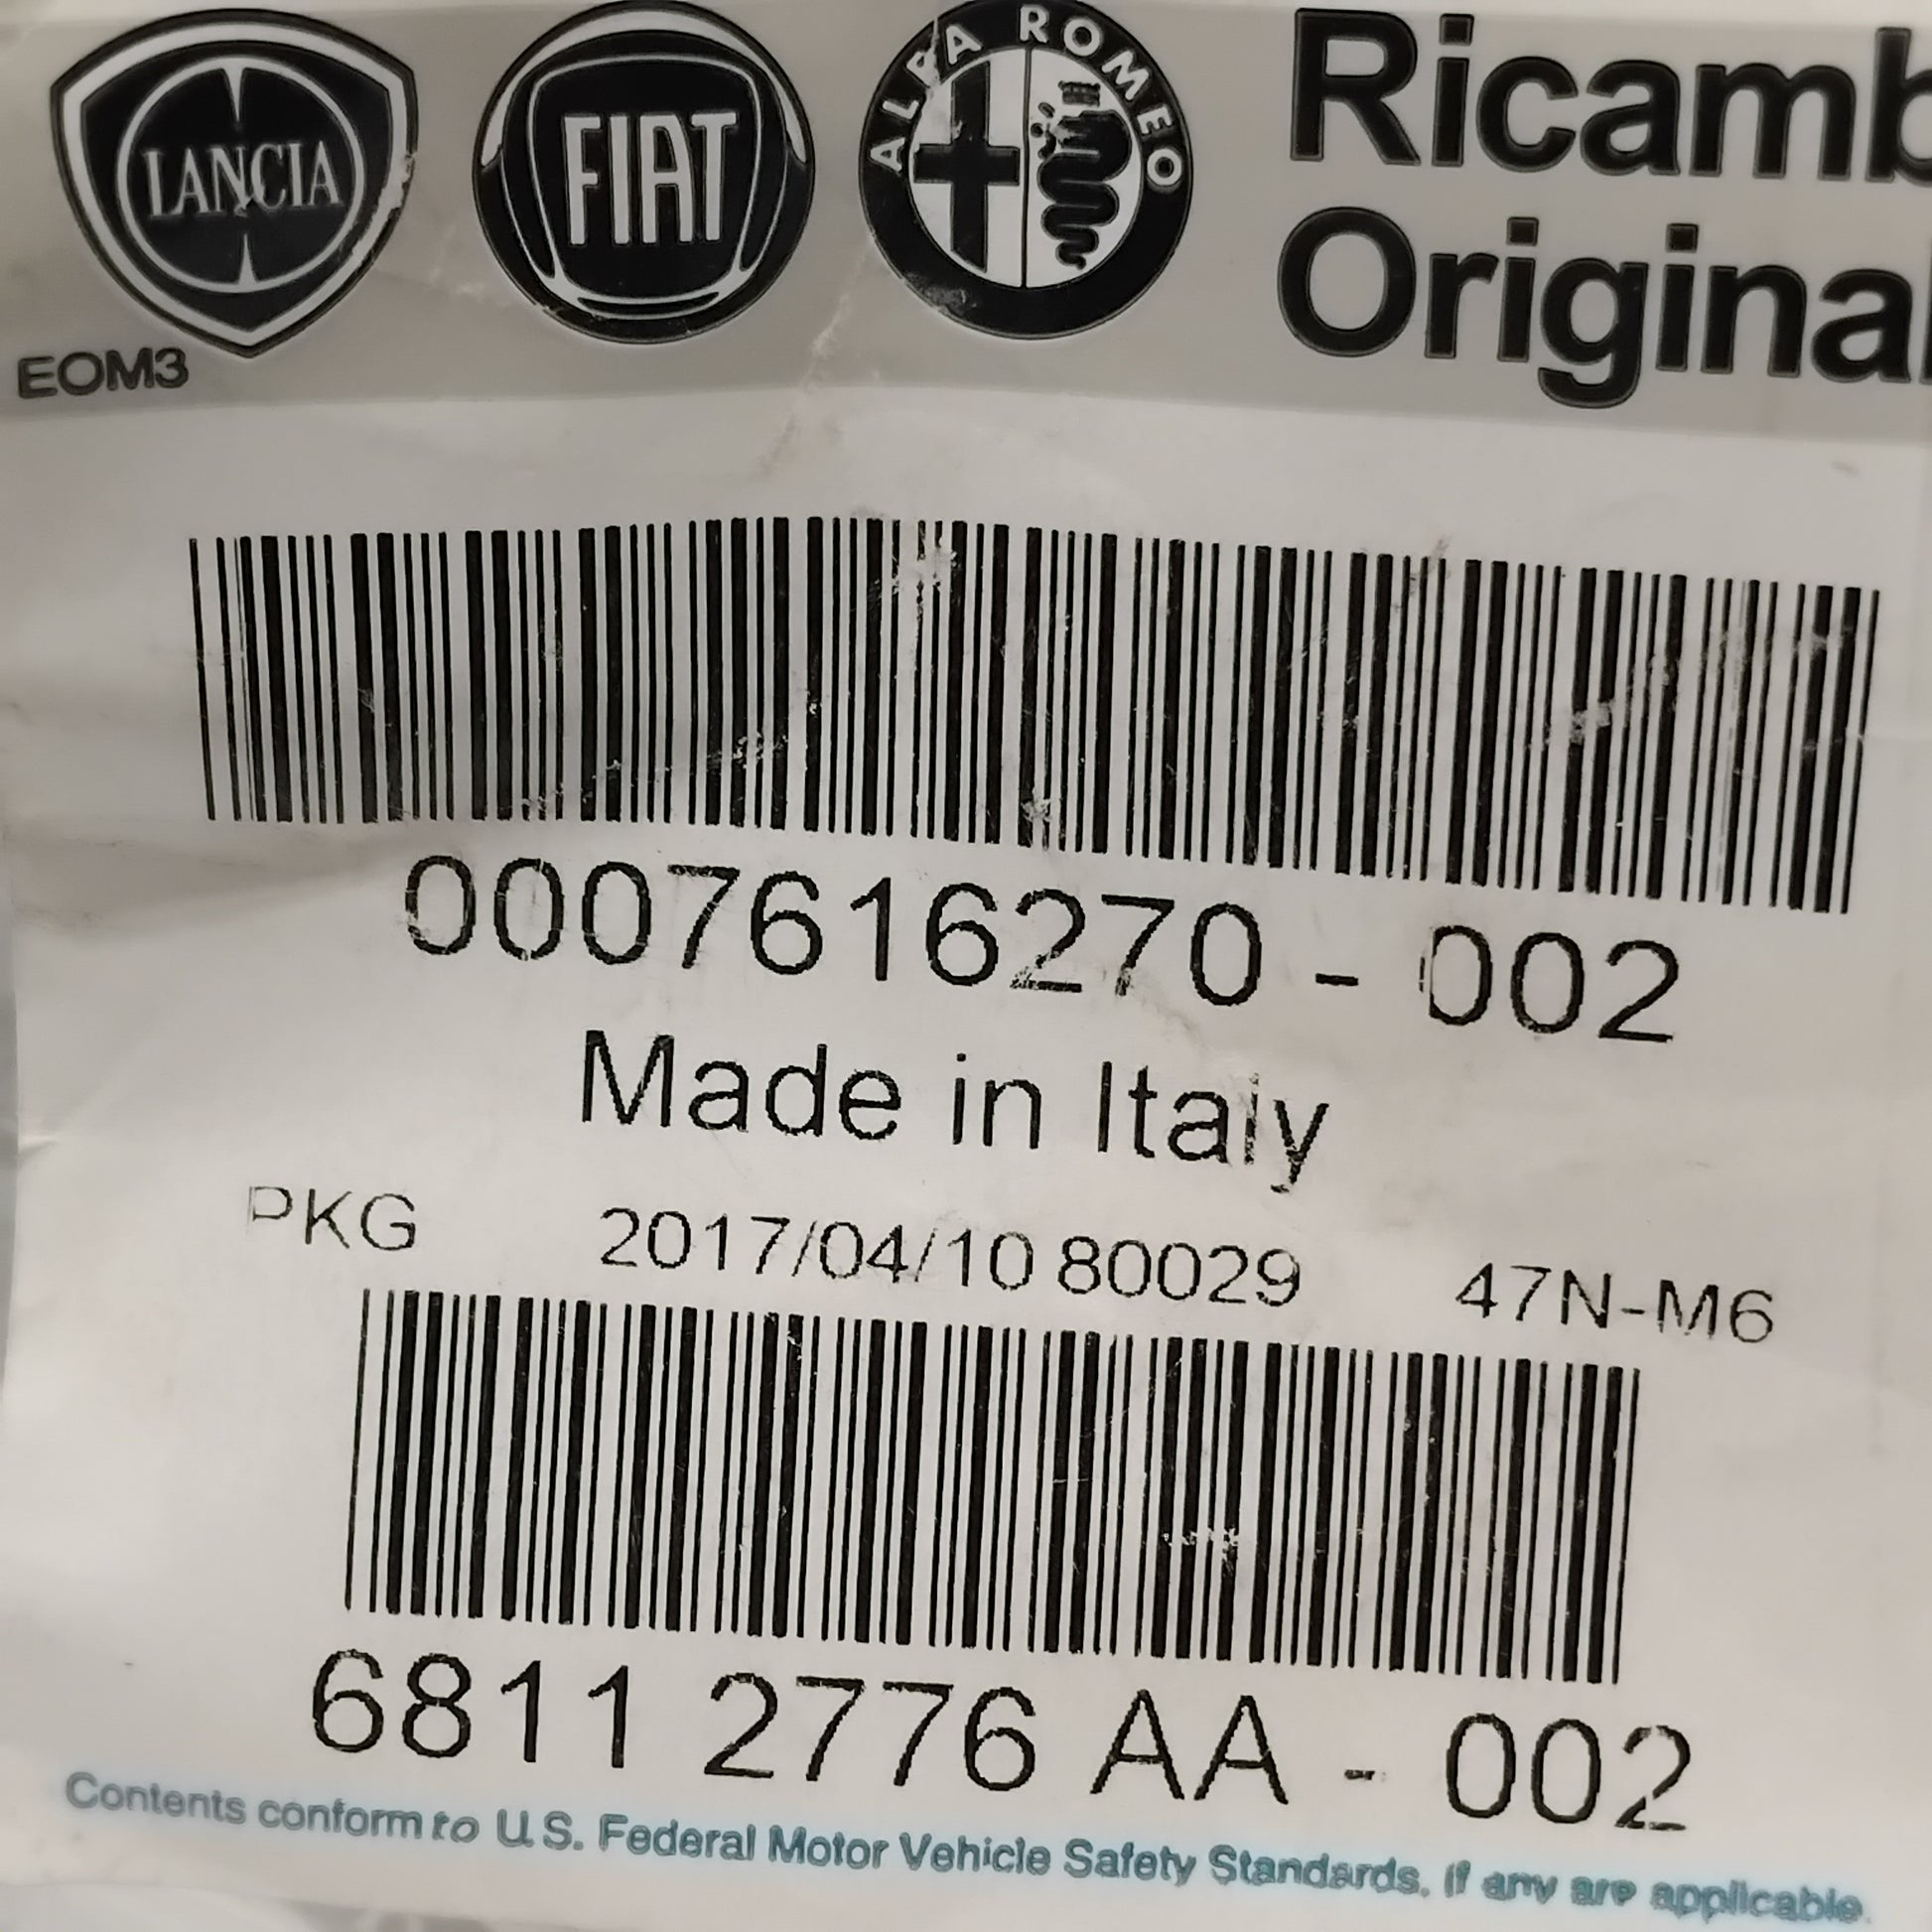 LANCIA
FIAT
ALFA ROMEO
Ricamb
Original
EOM3
0007616270 - 002
Made in Italy
PKG 2017/04/10 80029 47N-M6
6811 2776 AA - 002
Contents conform to U.S. Federal Motor Vehicle Safety Standards, if any are applicable.